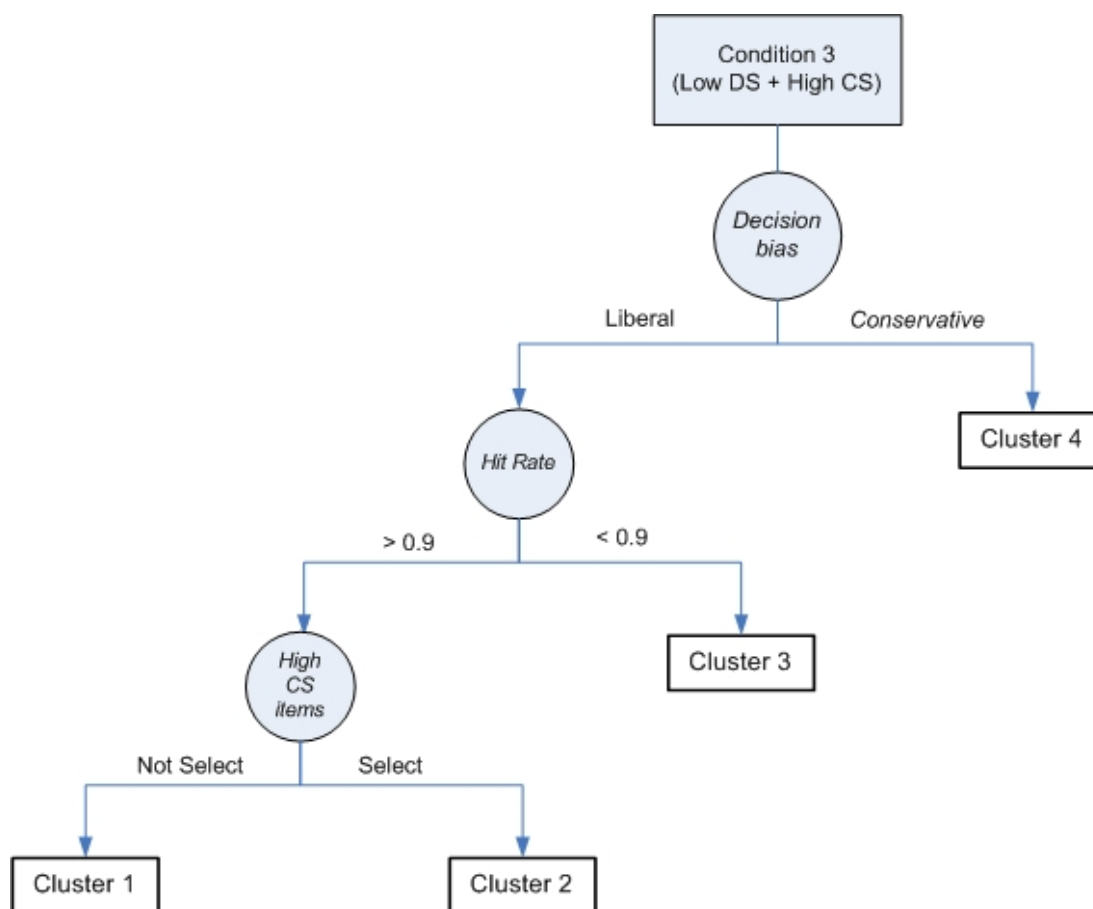 Condition 3
(Low DS + High CS)
Decision
bias
Liberal
Conservative
Cluster 4
Hit Rate
> 0.9
< 0.9
Cluster 3
High
CS
items
Not Select
Select
Cluster 1
Cluster 2